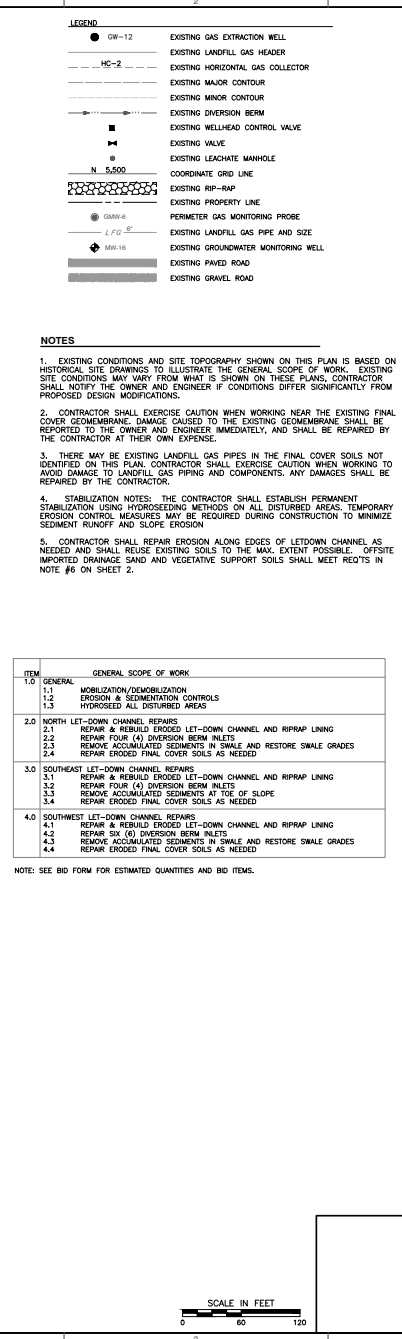 2
LEGEND
GW-12 EXISTING GAS EXTRACTION WELL
EXISTING LANDFILL GAS HEADER
HC-2 EXISTING HORIZONTAL GAS COLLECTOR
EXISTING MAJOR CONTOUR
EXISTING MINOR CONTOUR
EXISTING DIVERSION BERM
EXISTING WELLHEAD CONTROL VALVE
EXISTING VALVE
EXISTING LEACHATE MANHOLE
N 5,500 COORDINATE GRID LINE
EXISTING RIP-RAP
EXISTING PROPERTY LINE
GMW-6 PERIMETER GAS MONITORING PROBE
LFG 6" EXISTING LANDFILL GAS PIPE AND SIZE
MW-16 EXISTING GROUNDWATER MONITORING WELL
EXISTING PAVED ROAD
EXISTING GRAVEL ROAD
NOTES
1. EXISTING CONDITIONS AND SITE TOPOGRAPHY SHOWN ON THIS PLAN IS BASED ON
HISTORICAL SITE DRAWINGS TO ILLUSTRATE THE GENERAL SCOPE OF WORK. EXISTING
SITE CONDITIONS MAY VARY FROM WHAT IS SHOWN ON THESE PLANS, CONTRACTOR
SHALL NOTIFY THE OWNER AND ENGINEER IF CONDITIONS DIFFER SIGNIFICANTLY FROM
PROPOSED DESIGN MODIFICATIONS.
2. CONTRACTOR SHALL EXERCISE CAUTION WHEN WORKING NEAR THE EXISTING FINAL
COVER GEOMEMBRANE. DAMAGE CAUSED TO THE EXISTING GEOMEMBRANE SHALL BE
REPORTED TO THE OWNER AND ENGINEER IMMEDIATELY, AND SHALL BE REPAIRED BY
THE CONTRACTOR AT THEIR OWN EXPENSE.
3. THERE MAY BE EXISTING LANDFILL GAS PIPES IN THE FINAL COVER SOILS NOT
IDENTIFIED ON THIS PLAN. CONTRACTOR SHALL EXERCISE CAUTION WHEN WORKING TO
AVOID DAMAGE TO LANDFILL GAS PIPING AND COMPONENTS. ANY DAMAGES SHALL BE
REPAIRED BY THE CONTRACTOR.
4. STABILIZATION NOTES: THE CONTRACTOR SHALL ESTABLISH PERMANENT
STABILIZATION USING HYDROSEEDING METHODS ON ALL DISTURBED AREAS. TEMPORARY
EROSION CONTROL MEASURES MAY BE REQUIRED DURING CONSTRUCTION TO MINIMIZE
SEDIMENT RUNOFF AND SLOPE EROSION
5. CONTRACTOR SHALL REPAIR EROSION ALONG EDGES OF LETDOWN CHANNEL AS
NEEDED AND SHALL REUSE EXISTING SOILS TO THE MAX. EXTENT POSSIBLE. OFFSITE
IMPORTED DRAINAGE SAND AND VEGETATIVE SUPPORT SOILS SHALL MEET REQ'TS IN
NOTE #6 ON SHEET 2.
ITEM GENERAL SCOPE OF WORK
1.0 GENERAL
1.1 MOBILIZATION/DEMOBILIZATION
1.2 EROSION & SEDIMENTATION CONTROLS
1.3 HYDROSEED ALL DISTURBED AREAS
2.0 NORTH LET-DOWN CHANNEL REPAIRS
2.1 REPAIR & REBUILD ERODED LET-DOWN CHANNEL AND RIPRAP LINING
2.2 REPAIR FOUR (4) DIVERSION BERM INLETS
2.3 REMOVE ACCUMULATED SEDIMENTS IN SWALE AND RESTORE SWALE GRADES
2.4 REPAIR ERODED FINAL COVER SOILS AS NEEDED
3.0 SOUTHEAST LET-DOWN CHANNEL REPAIRS
3.1 REPAIR & REBUILD ERODED LET-DOWN CHANNEL AND RIPRAP LINING
3.2 REPAIR FOUR (4) DIVERSION BERM INLETS
3.3 REMOVE ACCUMULATED SEDIMENTS AT TOE OF SLOPE
3.4 REPAIR ERODED FINAL COVER SOILS AS NEEDED
4.0 SOUTHWEST LET-DOWN CHANNEL REPAIRS
4.1 REPAIR & REBUILD ERODED LET-DOWN CHANNEL AND RIPRAP LINING
4.2 REPAIR SIX (6) DIVERSION BERM INLETS
4.3 REMOVE ACCUMULATED SEDIMENTS IN SWALE AND RESTORE SWALE GRADES
4.4 REPAIR ERODED FINAL COVER SOILS AS NEEDED
NOTE: SEE BID FORM FOR ESTIMATED QUANTITIES AND BID ITEMS.
SCALE IN FEET
0 60 120